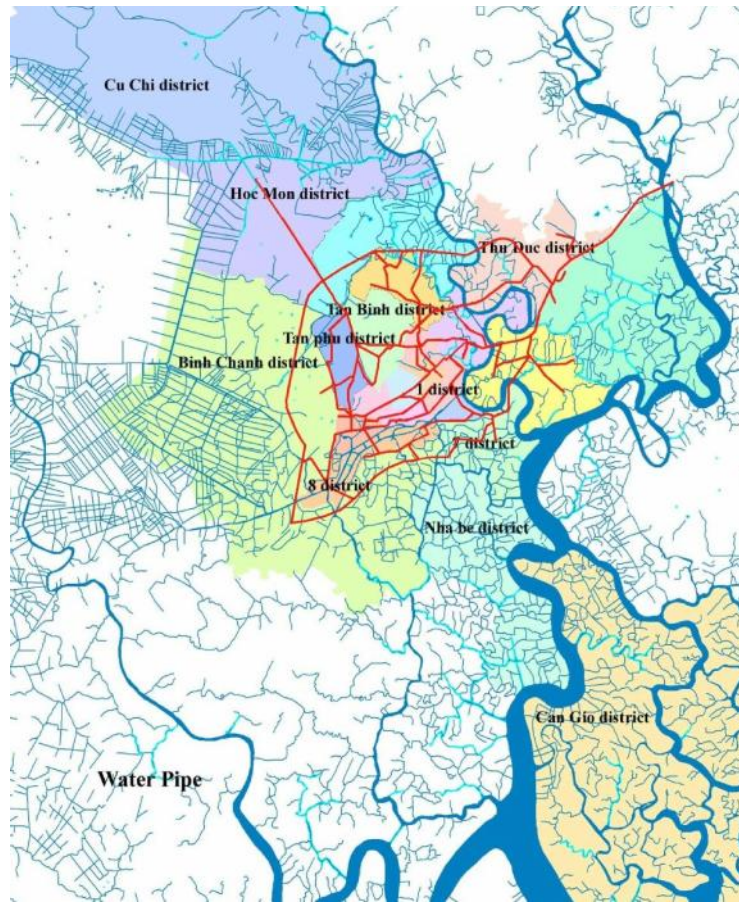 Cu Chi district
Hoc Mon district
Thu Duc district
Tan Binh district
Tan phu district
Binh Chanh district
1 district
7 district
8 district
Nha be district
Can Gio district
Water Pipe